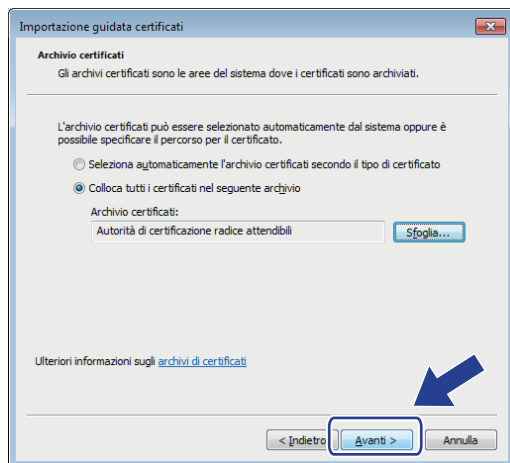 Importazione guidata certificati
Archivio certificati
Gli archivi certificati sono le aree del sistema dove i certificati sono archiviati.
L'archivio certificati può essere selezionato automaticamente dal sistema oppure è
possibile specificare il percorso per il certificato.
Seleziona automaticamente l'archivio certificati secondo il tipo di certificato
Colloca tutti i certificati nel seguente archivio
Archivio certificati:
Autorità di certificazione radice attendibili
Sfoglia...
Ulteriori informazioni sugli archivi di certificati
< Indietro
Avanti >
Annulla